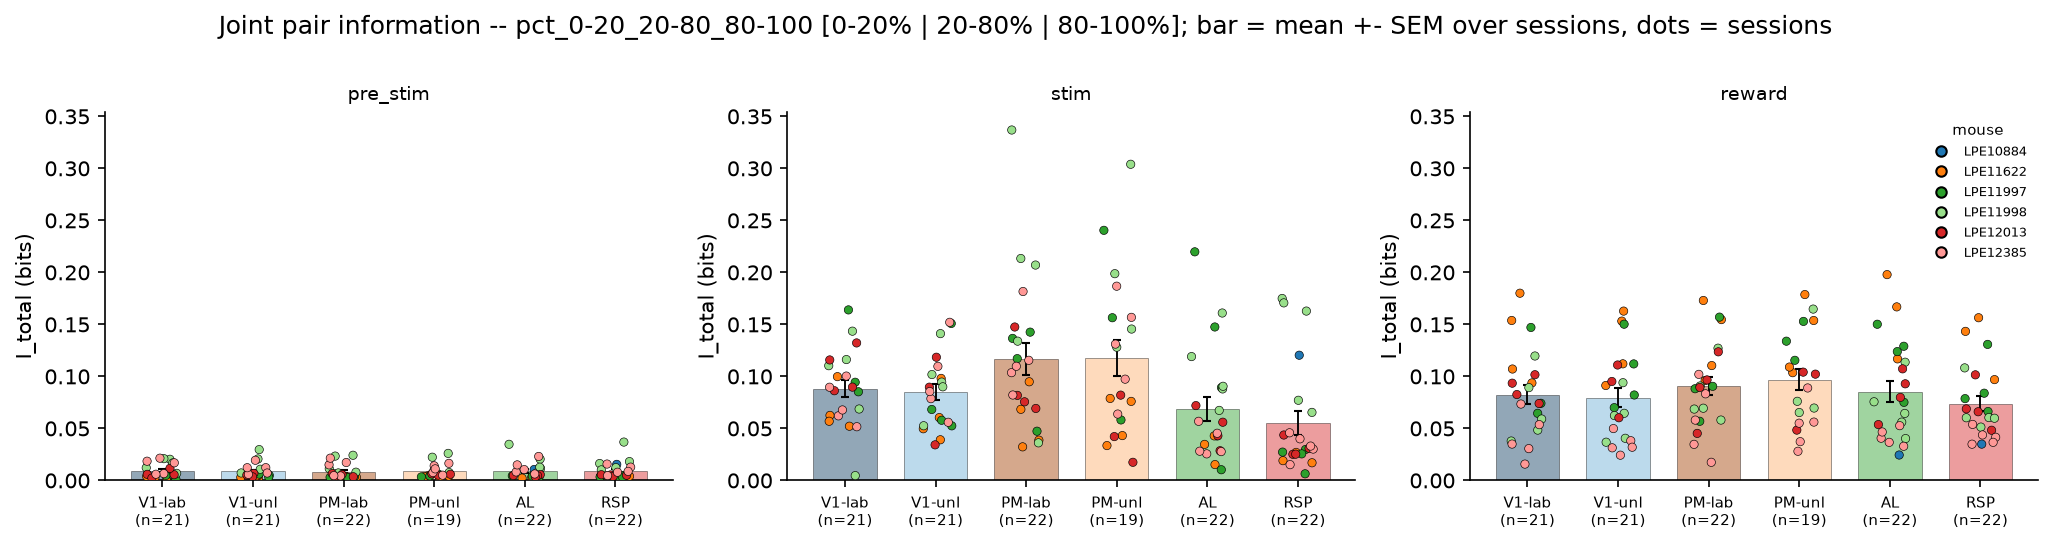 Joint pair information -- pct_0-20_20-80_80-100 [0-20% | 20-80% | 80-100%]; bar = mean +- SEM over sessions, dots = sessions
pre_stim
I_total (bits)
0.35
0.30
0.25
0.20
0.15
0.10
0.05
0.00
V1-lab V1-unl PM-lab PM-unl AL RSP
(n=21) (n=21) (n=22) (n=19) (n=22) (n=22)
stim
I_total (bits)
0.35
0.30
0.25
0.20
0.15
0.10
0.05
0.00
V1-lab V1-unl PM-lab PM-unl AL RSP
(n=21) (n=21) (n=22) (n=19) (n=22) (n=22)
reward
I_total (bits)
0.35
0.30
0.25
0.20
0.15
0.10
0.05
0.00
V1-lab V1-unl PM-lab PM-unl AL RSP
(n=21) (n=21) (n=22) (n=19) (n=22) (n=22)
mouse
LPE10884
LPE11622
LPE11997
LPE11998
LPE12013
LPE12385